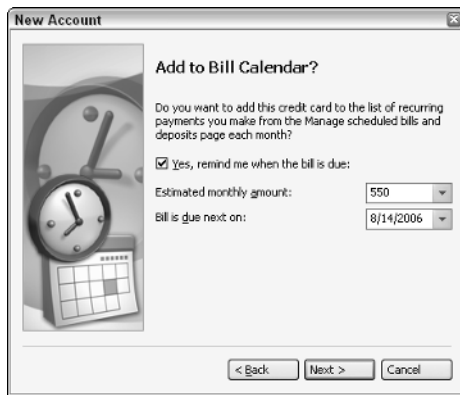 New Account
Add to Bill Calendar?
Do you want to add this credit card to the list of recurring
payments you make from the Manage scheduled bills and
deposits page each month?
Yes, remind me when the bill is due:
Estimated monthly amount: 550
Bill is due next on: 8/14/2006
< Back Next > Cancel